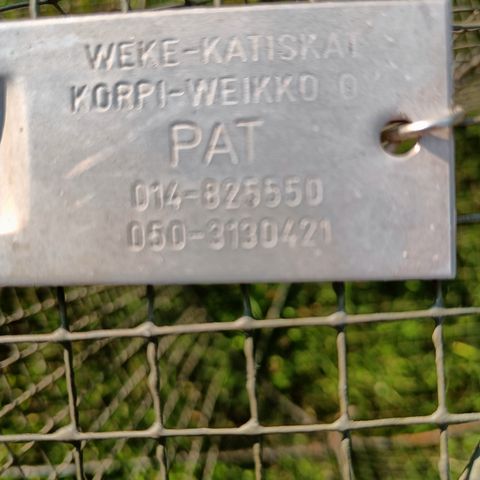 WEKE-KATISKAT
KORPI-WEIKKO O
PAT
014-825550
050-3130421